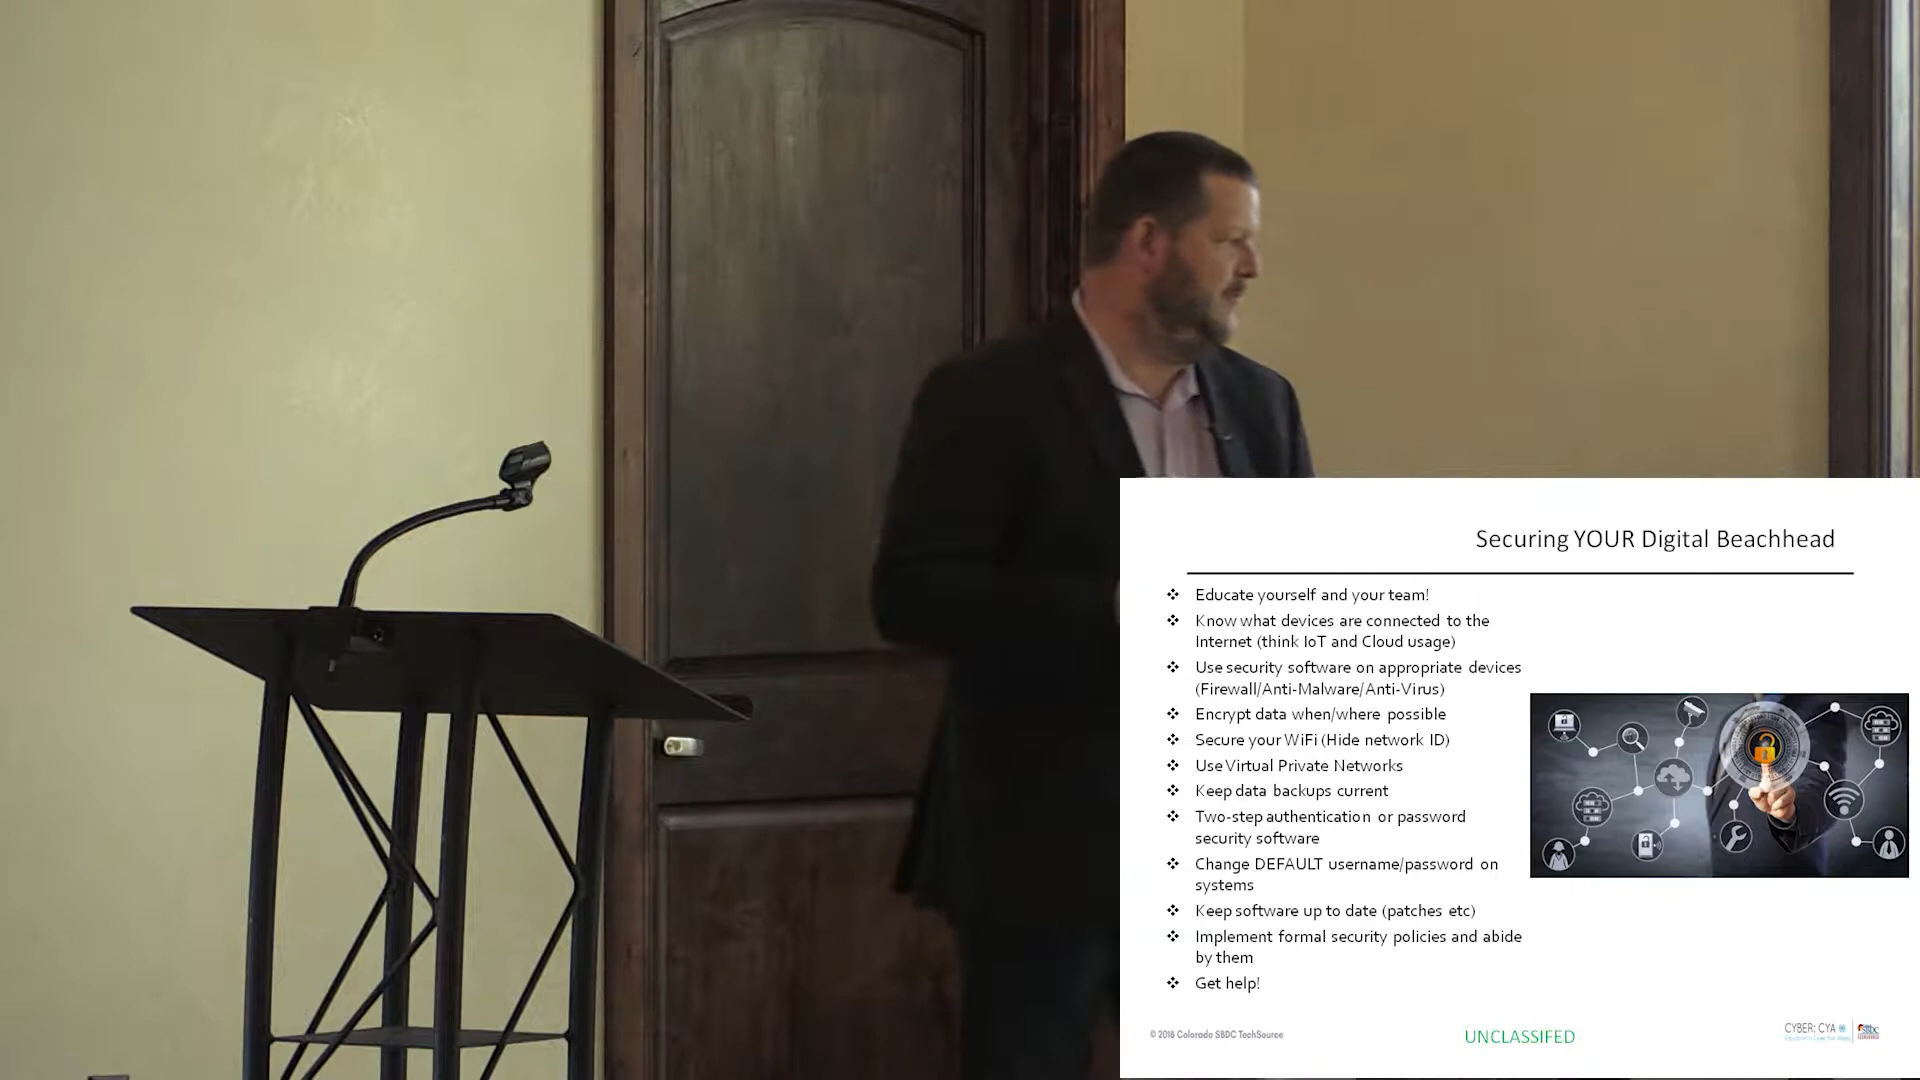 Securing YOUR Digital Beachhead
❖ Educate yourself and your team!
❖ Know what devices are connected to the
Internet (think IoT and Cloud usage)
❖ Use security software on appropriate devices
(Firewall/Anti-Malware/Anti-Virus)
❖ Encrypt data when/where possible
❖ Secure your WiFi (Hide network ID)
❖ Use Virtual Private Networks
❖ Keep data backups current
❖ Two-step authentication or password
security software
❖ Change DEFAULT username/password on
systems
❖ Keep software up to date (patches etc)
❖ Implement formal security policies and abide
by them
❖ Get help!
© 2016 Colorado SBDC TechSource
UNCLASSIFED
CYBER: CYA
SBDC